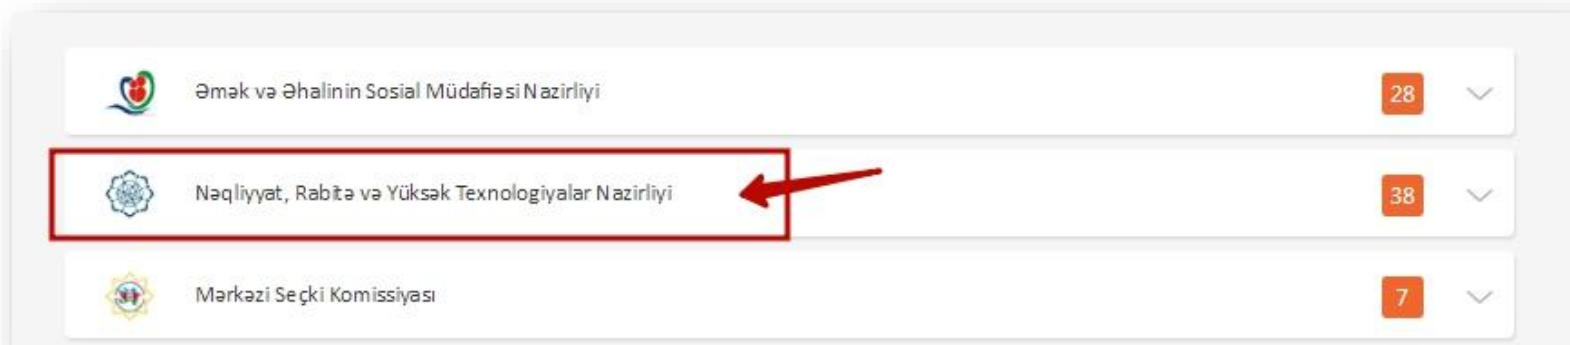 Əmək və Əhalinin Sosial Müdafiəsi Nazirliyi 28
Nəqliyyat, Rabitə və Yüksək Texnologiyalar Nazirliyi 38
Mərkəzi Seçki Komissiyası 7